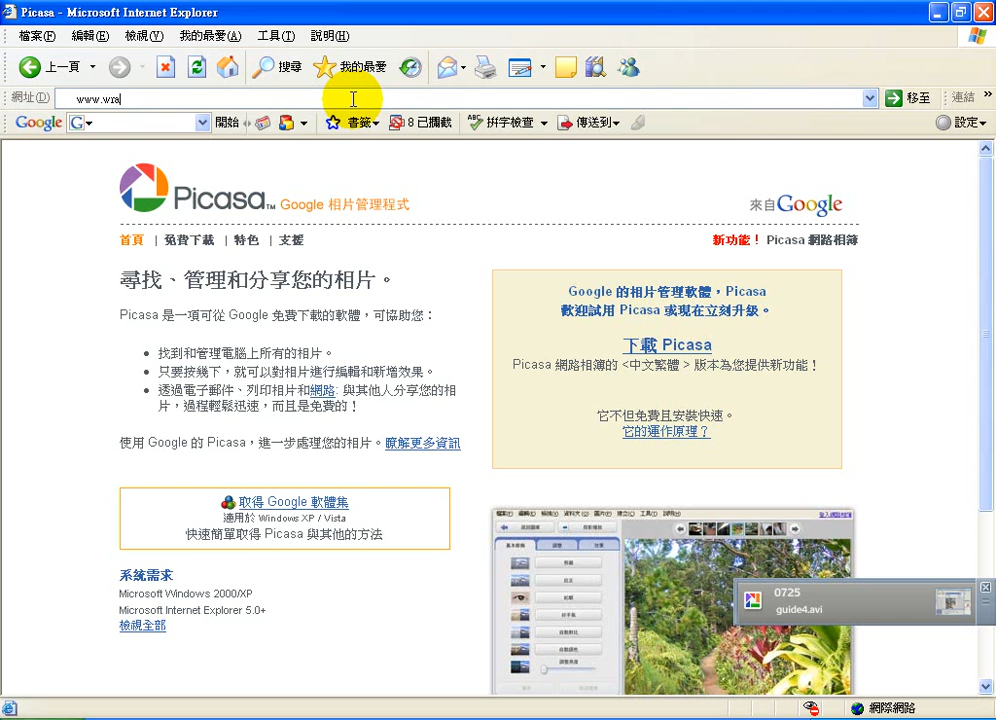 Picasa - Microsoft Internet Explorer
檔案(F) 編輯(E) 檢視(V) 我的最愛(A) 工具(T) 說明(H)
上一頁 搜尋 我的最愛
網址(D) www.wra 移至 連結 »
Google G 開始 書籤 8 已攔截 拼字檢查 傳送到 設定
Picasa™ Google 相片管理程式
來自Google
首頁 | 免費下載 | 特色 | 支援
新功能！ Picasa 網路相簿
尋找、管理和分享您的相片。
Picasa 是一項可從 Google 免費下載的軟體，可協助您：
• 找到和管理電腦上所有的相片。
• 只要按幾下，就可以對相片進行編輯和新增效果。
• 透過電子郵件、列印相片和網路: 與其他人分享您的相
片，過程輕鬆迅速，而且是免費的！
使用 Google 的 Picasa，進一步處理您的相片。瞭解更多資訊
Google 的相片管理軟體，Picasa
歡迎試用 Picasa 或現在立刻升級。
下載 Picasa
Picasa 網路相簿的 <中文繁體 > 版本為您提供新功能！
它不但免費且安裝快速。
它的運作原理？
取得 Google 軟體集
適用於 Windows XP / Vista
快速簡單取得 Picasa 與其他的方法
系統需求
Microsoft Windows 2000/XP
Microsoft Internet Explorer 5.0+
檢視全部
0725
guide4.avi
網際網路